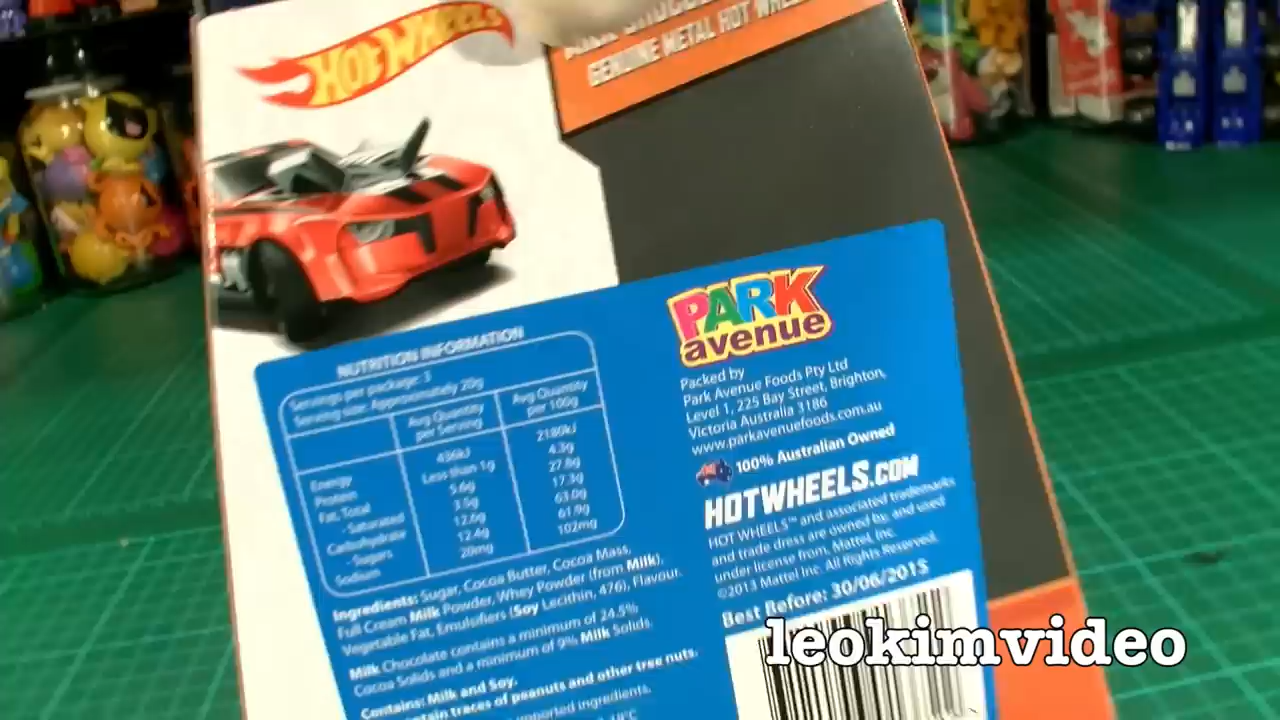 HOT WHEELS
GENUINE METAL HOT WHEELS
PARK
avenue
NUTRITION INFORMATION
Servings per package: 3
Serving size: Approximately 20g
Avg Quantity per Serving
Avg Quantity per 100g
Energy 436kJ 2180kJ
Protein Less than 1g 4.3g
Fat, Total 5.6g 27.8g
- Saturated 3.5g 17.3g
Carbohydrate 12.6g 63.0g
- Sugars 12.4g 61.9g
Sodium 20mg 102mg
Ingredients: Sugar, Cocoa Butter, Cocoa Mass,
Full Cream Milk Powder, Whey Powder (from Milk),
Vegetable Fat, Emulsifiers (Soy Lecithin, 476), Flavour.
Milk Chocolate contains a minimum of 24.5%
Cocoa Solids and a minimum of 9% Milk Solids.
Contains: Milk and Soy.
contain traces of peanuts and other tree nuts.
imported ingredients.
Packed by
Park Avenue Foods Pty Ltd
Level 1, 225 Bay Street, Brighton,
Victoria Australia 3186
www.parkavenuefoods.com.au
100% Australian Owned
HOTWHEELS.COM
HOT WHEELS™ and associated trademarks
and trade dress are owned by, and used
under license from, Mattel, Inc.
©2013 Mattel Inc. All Rights Reserved.
Best Before: 30/06/2015
leokimvideo